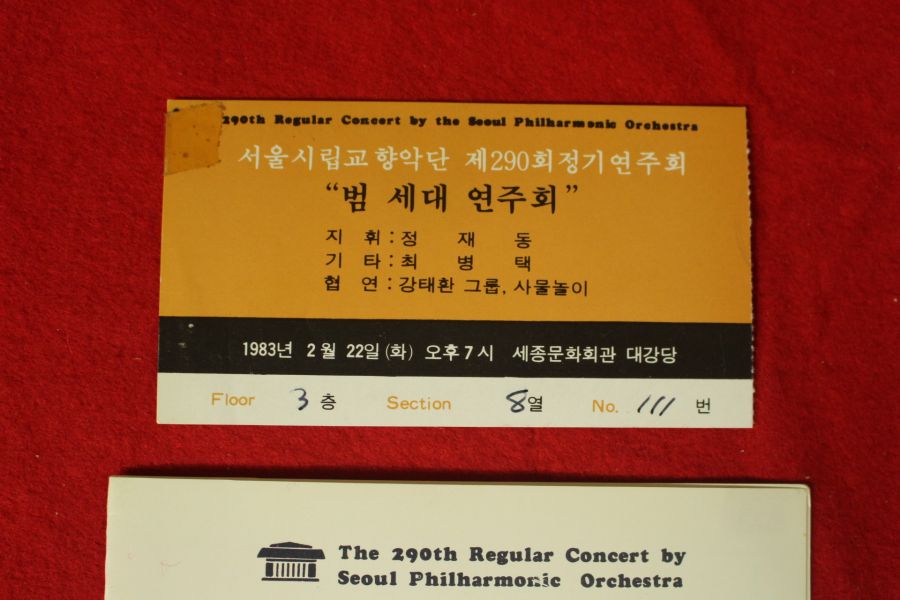 290th Regular Concert by the Seoul Philharmonic Orchestra
서울시립교향악단 제290회정기연주회
“범 세대 연주회”
지 휘 : 정 재 동
기 타 : 최 병 택
협 연 : 강태환 그룹, 사물놀이
1983년 2월 22일 (화) 오후 7시 세종문화회관 대강당
Floor 3 층 Section 8열 No. 111 번
The 290th Regular Concert by
Seoul Philharmonic Orchestra